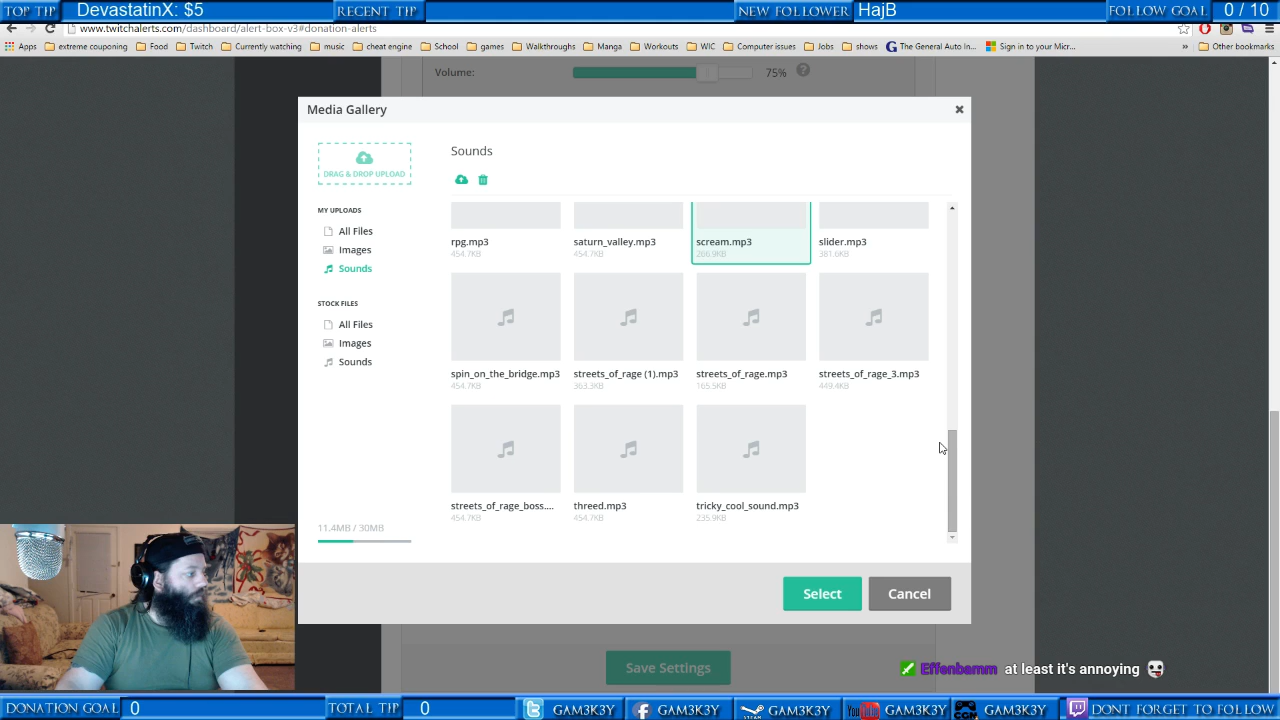 TOP TIP DevastatinX: $5 RECENT TIP NEW FOLLOWER HajB FOLLOW GOAL 0 / 10
www.twitchalerts.com/dashboard/alert-box-v3#donation-alerts
Apps extreme couponing Food Twitch Currently watching music cheat engine School games Walkthroughs Manga Workouts WIC Computer issues Jobs shows The General Auto In... Sign in to your Micr... » Other bookmarks
Volume: 75% ?
Media Gallery
DRAG & DROP UPLOAD
Sounds
MY UPLOADS
All Files
Images
Sounds
STOCK FILES
All Files
Images
Sounds
11.4MB / 30MB
rpg.mp3 saturn_valley.mp3 scream.mp3 slider.mp3
454.7KB 454.7KB 266.9KB 381.6KB
spin_on_the_bridge.mp3 streets_of_rage (1).mp3 streets_of_rage.mp3 streets_of_rage_3.mp3
454.7KB 363.3KB 165.5KB 449.4KB
streets_of_rage_boss.... threed.mp3 tricky_cool_sound.mp3
454.7KB 454.7KB 235.9KB
Select Cancel
Save Settings
Effenbamm at least it's annoying
DONATION GOAL 0 TOTAL TIP 0 GAM3K3Y GAM3K3Y STEAM GAM3K3Y YouTube GAM3K3Y GAM3K3Y DONT FORGET TO FOLLOW